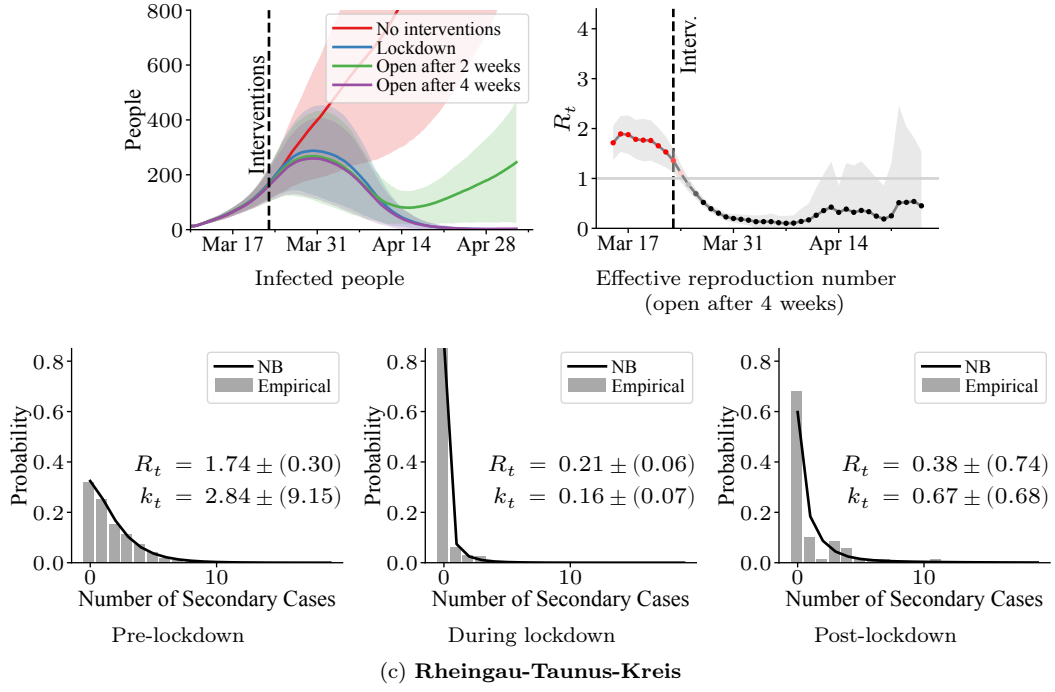 800
600
400
200
0
People
Interventions
No interventions
Lockdown
Open after 2 weeks
Open after 4 weeks
Mar 17
Mar 31
Apr 14
Apr 28
Infected people
4
3
2
1
0
R_t
Interv.
Mar 17
Mar 31
Apr 14
Effective reproduction number
(open after 4 weeks)
0.8
0.6
0.4
0.2
0.0
Probability
NB
Empirical
R_t = 1.74 ± (0.30)
k_t = 2.84 ± (9.15)
0
10
Number of Secondary Cases
Pre-lockdown
0.8
0.6
0.4
0.2
0.0
Probability
NB
Empirical
R_t = 0.21 ± (0.06)
k_t = 0.16 ± (0.07)
0
10
Number of Secondary Cases
During lockdown
0.8
0.6
0.4
0.2
0.0
Probability
NB
Empirical
R_t = 0.38 ± (0.74)
k_t = 0.67 ± (0.68)
0
10
Number of Secondary Cases
Post-lockdown
(c) Rheingau-Taunus-Kreis